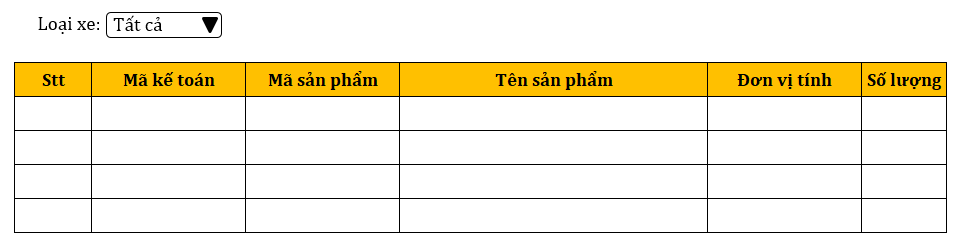 Loại xe: Tất cả
Stt Mã kế toán Mã sản phẩm Tên sản phẩm Đơn vị tính Số lượng